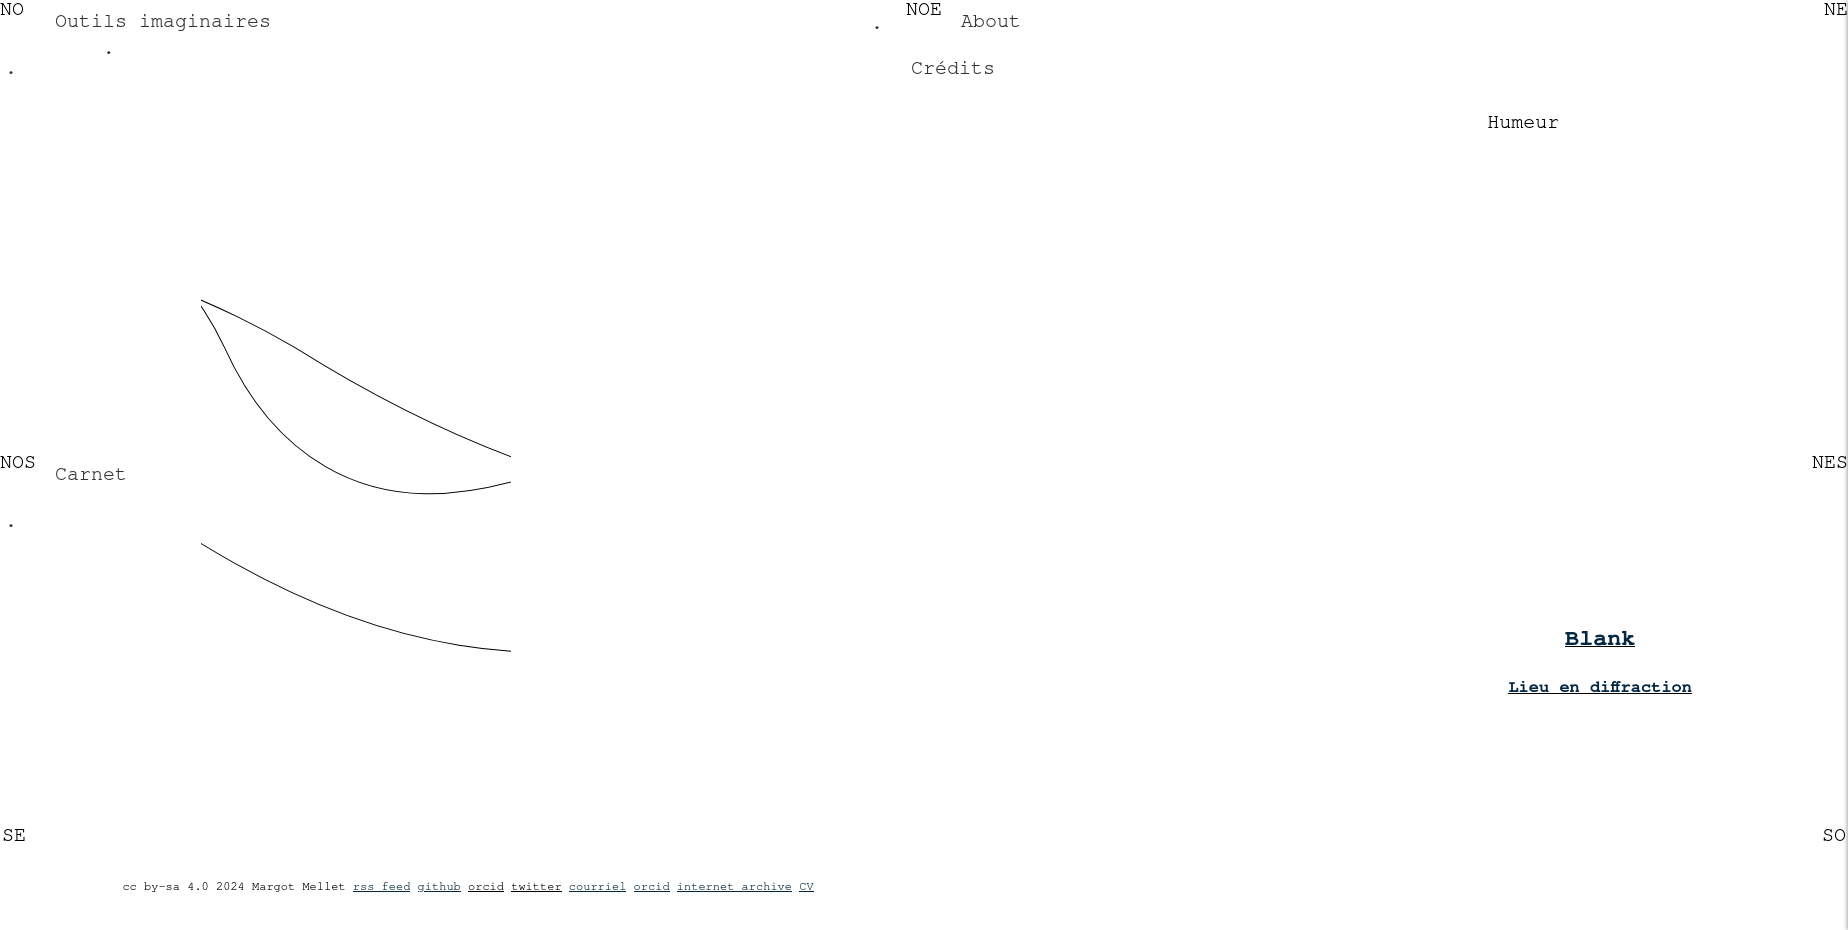 NO
Outils imaginaires
.
.
NOE
.
About
Crédits
NE
Humeur
NOS
Carnet
.
NES
Blank
Lieu en diffraction
SE
SO
cc by-sa 4.0 2024 Margot Mellet rss feed github orcid twitter courriel orcid internet archive CV